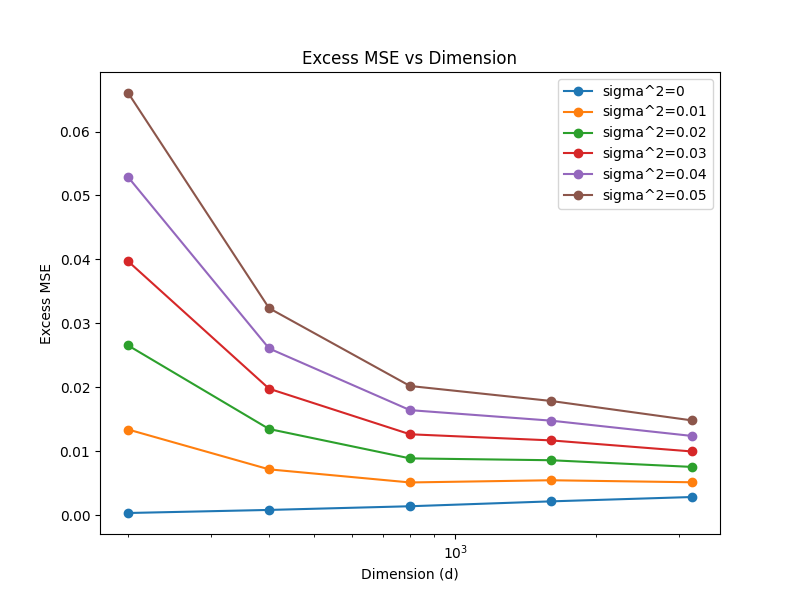 Excess MSE vs Dimension
sigma^2=0
sigma^2=0.01
sigma^2=0.02
sigma^2=0.03
sigma^2=0.04
sigma^2=0.05
Excess MSE
0.06
0.05
0.04
0.03
0.02
0.01
0.00
10³
Dimension (d)